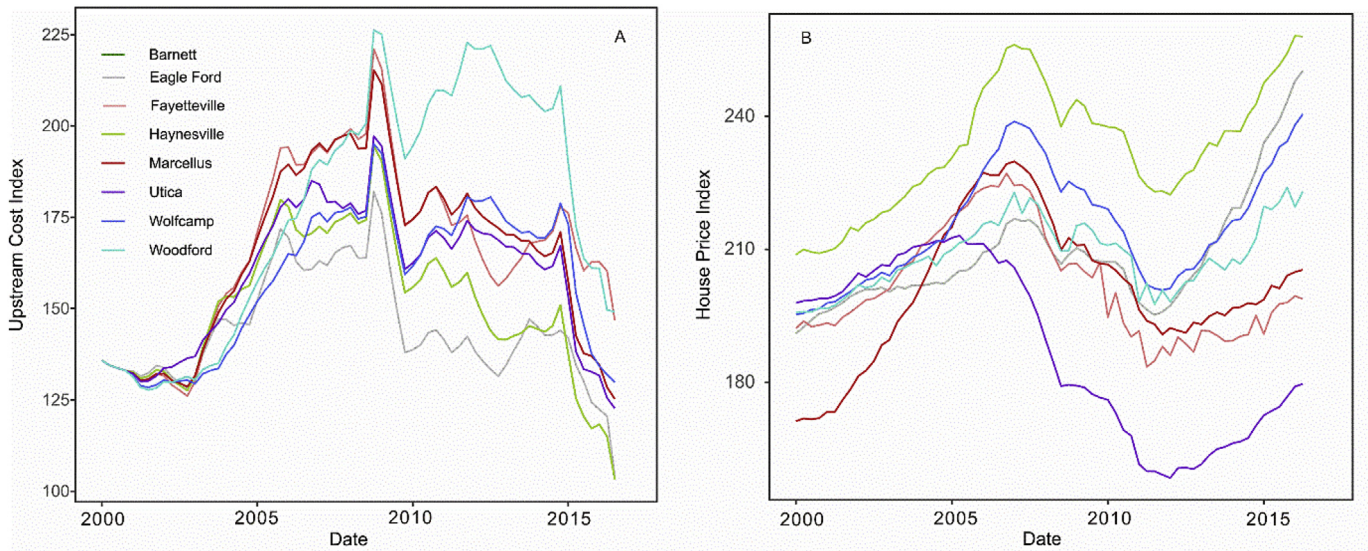 A
225
200
175
150
125
100
Upstream Cost Index
Barnett
Eagle Ford
Fayetteville
Haynesville
Marcellus
Utica
Wolfcamp
Woodford
2000 2005 2010 2015
Date
B
240
210
180
House Price Index
2000 2005 2010 2015
Date